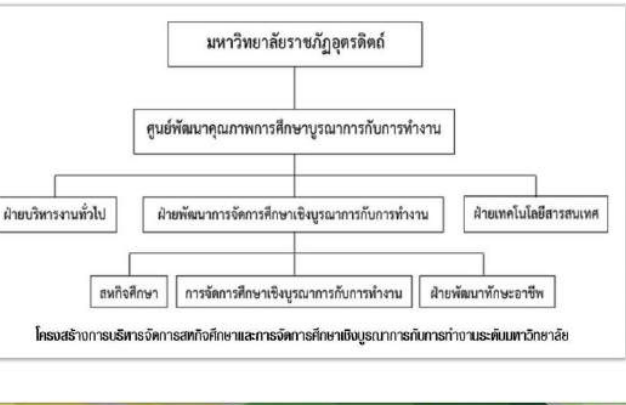 มหาวิทยาลัยราชภัฏอุตรดิตถ์
ศูนย์พัฒนาคุณภาพการศึกษาบูรณาการกับการทำงาน
ฝ่ายบริหารงานทั่วไป
ฝ่ายพัฒนาการจัดการศึกษาเชิงบูรณาการกับการทำงาน
ฝ่ายเทคโนโลยีสารสนเทศ
สหกิจศึกษา
การจัดการศึกษาเชิงบูรณาการกับการทำงาน
ฝ่ายพัฒนาทักษะอาชีพ
โครงสร้างการบริหารจัดการสหกิจศึกษาและการจัดการศึกษาเชิงบูรณาการกับการทำงานระดับมหาวิทยาลัย